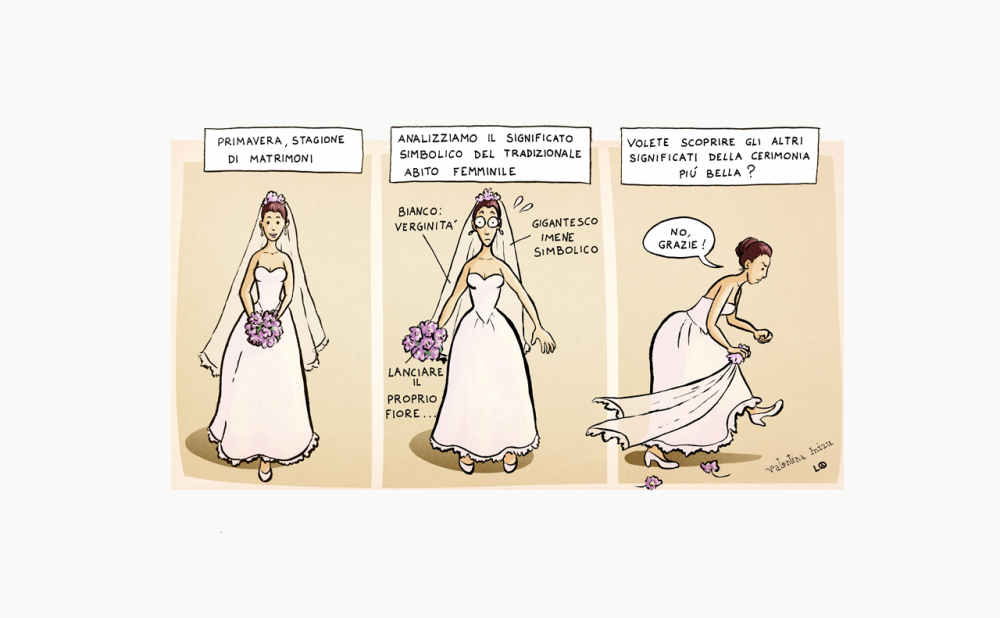 PRIMAVERA, STAGIONE
DI MATRIMONI
ANALIZZIAMO IL SIGNIFICATO
SIMBOLICO DEL TRADIZIONALE
ABITO FEMMINILE
BIANCO:
VERGINITA'
GIGANTESCO
IMENE
SIMBOLICO
LANCIARE
IL
PROPRIO
FIORE...
VOLETE SCOPRIRE GLI ALTRI
SIGNIFICATI DELLA CERIMONIA
PIÚ BELLA?
NO,
GRAZIE!
Valentina